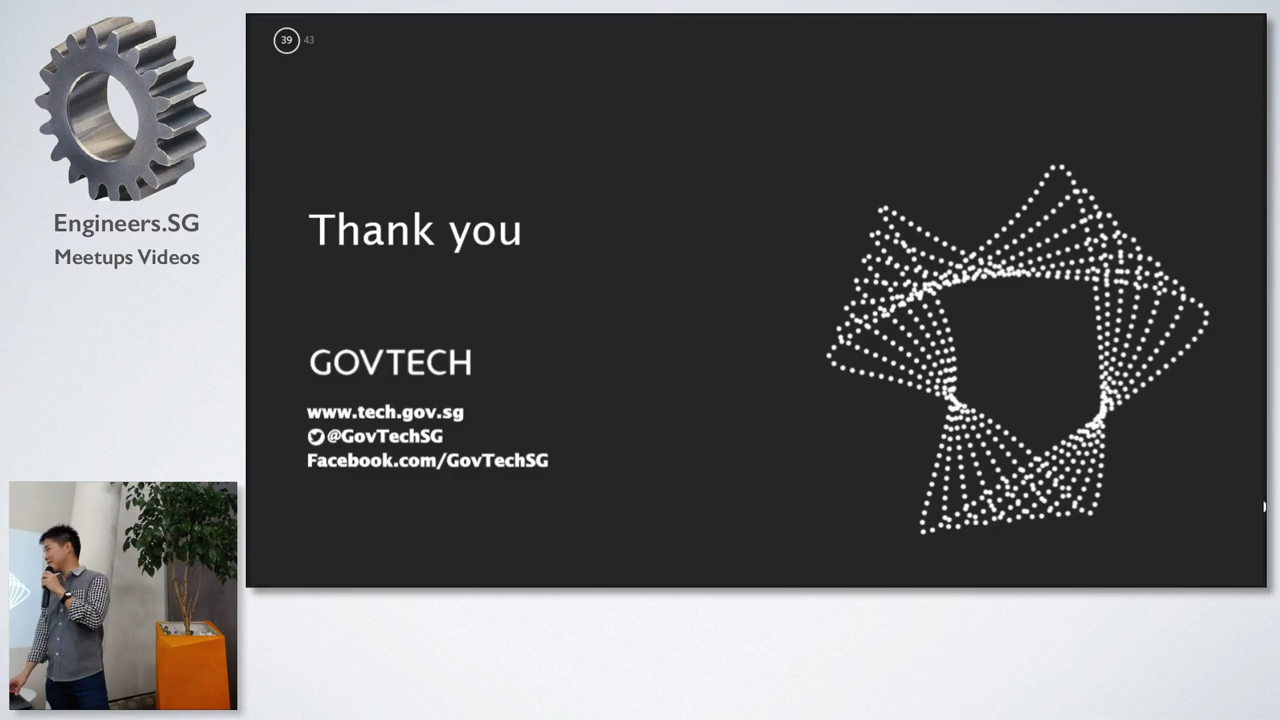 Engineers.SG
Meetups Videos
39 43
Thank you
GOVTECH
www.tech.gov.sg
@GovTechSG
Facebook.com/GovTechSG